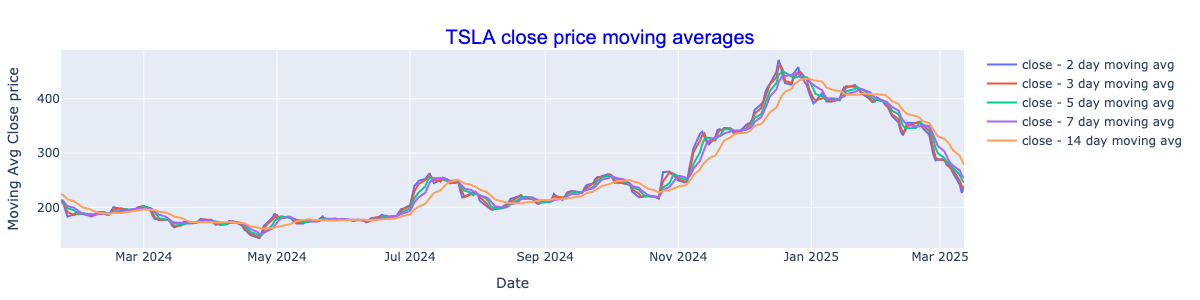 TSLA close price moving averages
Moving Avg Close price
400
300
200
Mar 2024
May 2024
Jul 2024
Sep 2024
Nov 2024
Jan 2025
Mar 2025
Date
close - 2 day moving avg
close - 3 day moving avg
close - 5 day moving avg
close - 7 day moving avg
close - 14 day moving avg